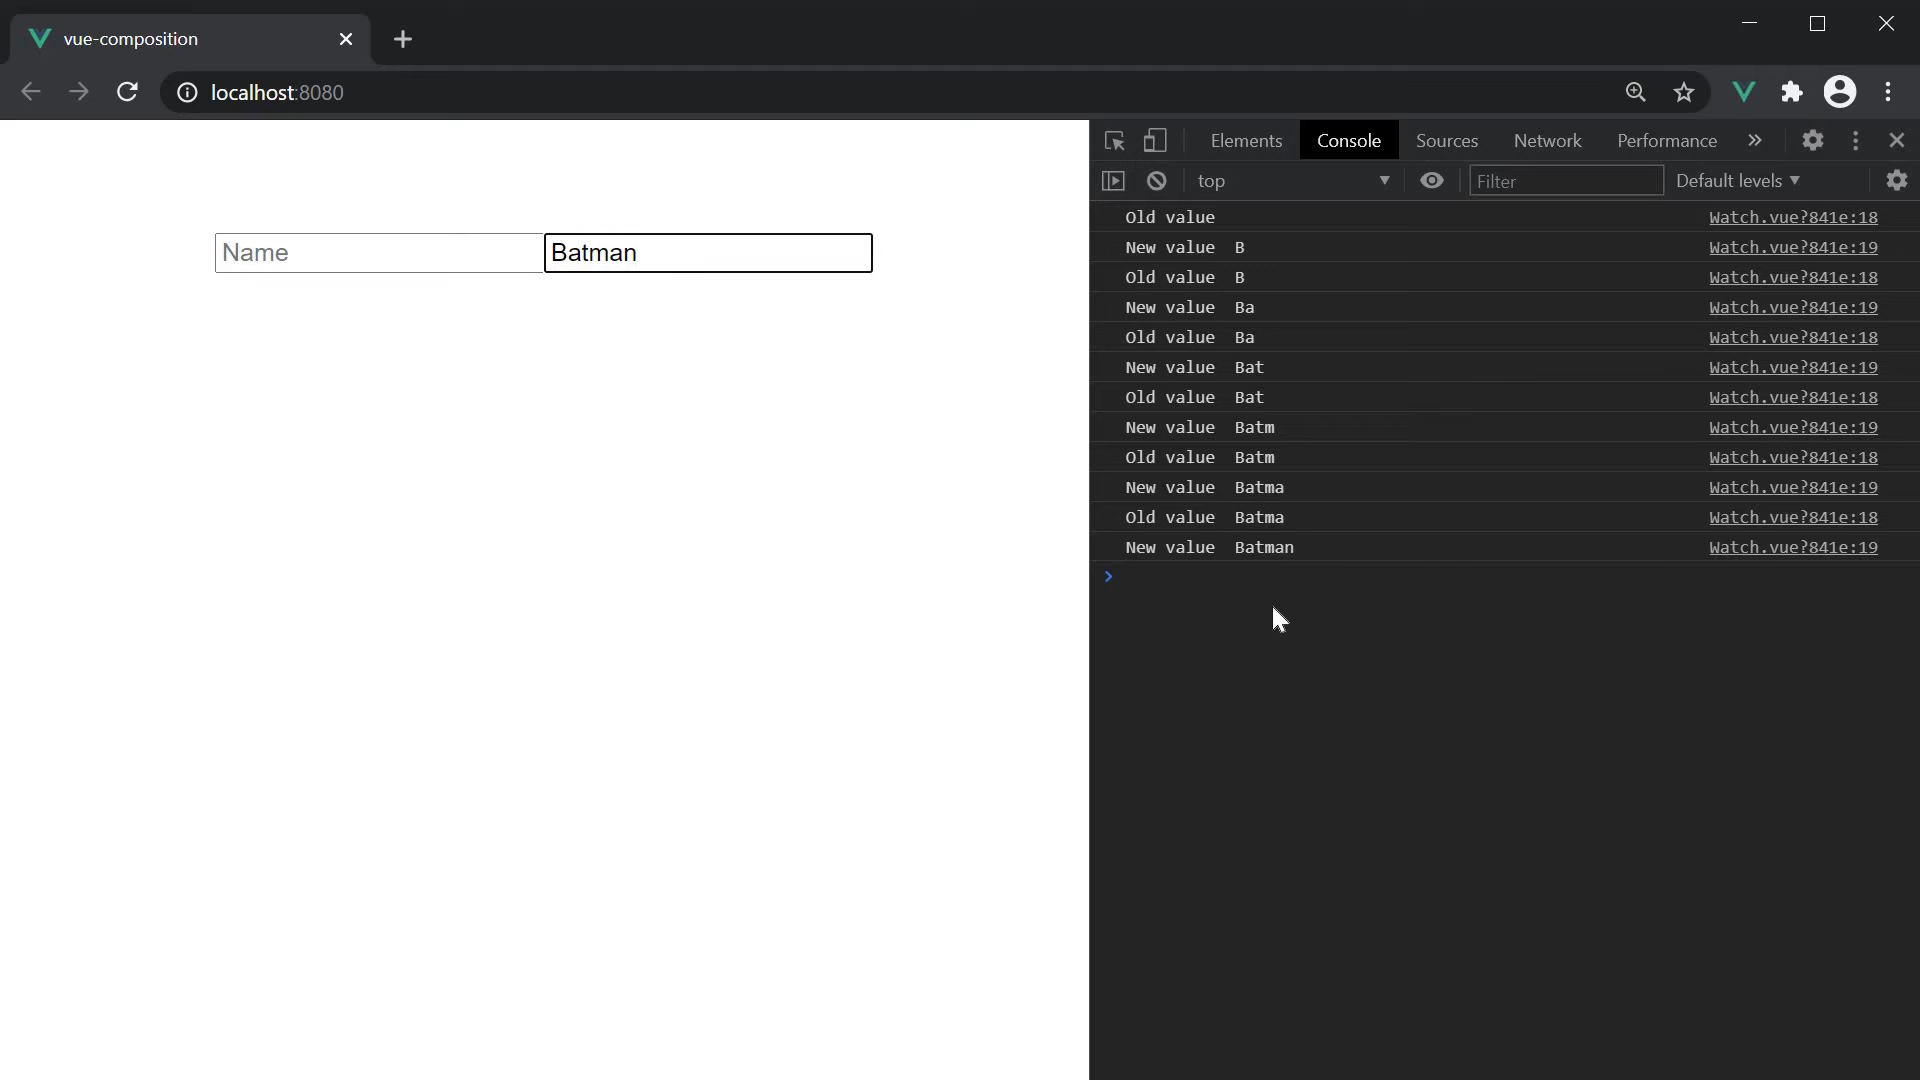 vue-composition
localhost:8080
Elements Console Sources Network Performance
top Filter Default levels
Name Batman
Old value Watch.vue?841e:18
New value B Watch.vue?841e:19
Old value B Watch.vue?841e:18
New value Ba Watch.vue?841e:19
Old value Ba Watch.vue?841e:18
New value Bat Watch.vue?841e:19
Old value Bat Watch.vue?841e:18
New value Batm Watch.vue?841e:19
Old value Batm Watch.vue?841e:18
New value Batma Watch.vue?841e:19
Old value Batma Watch.vue?841e:18
New value Batman Watch.vue?841e:19